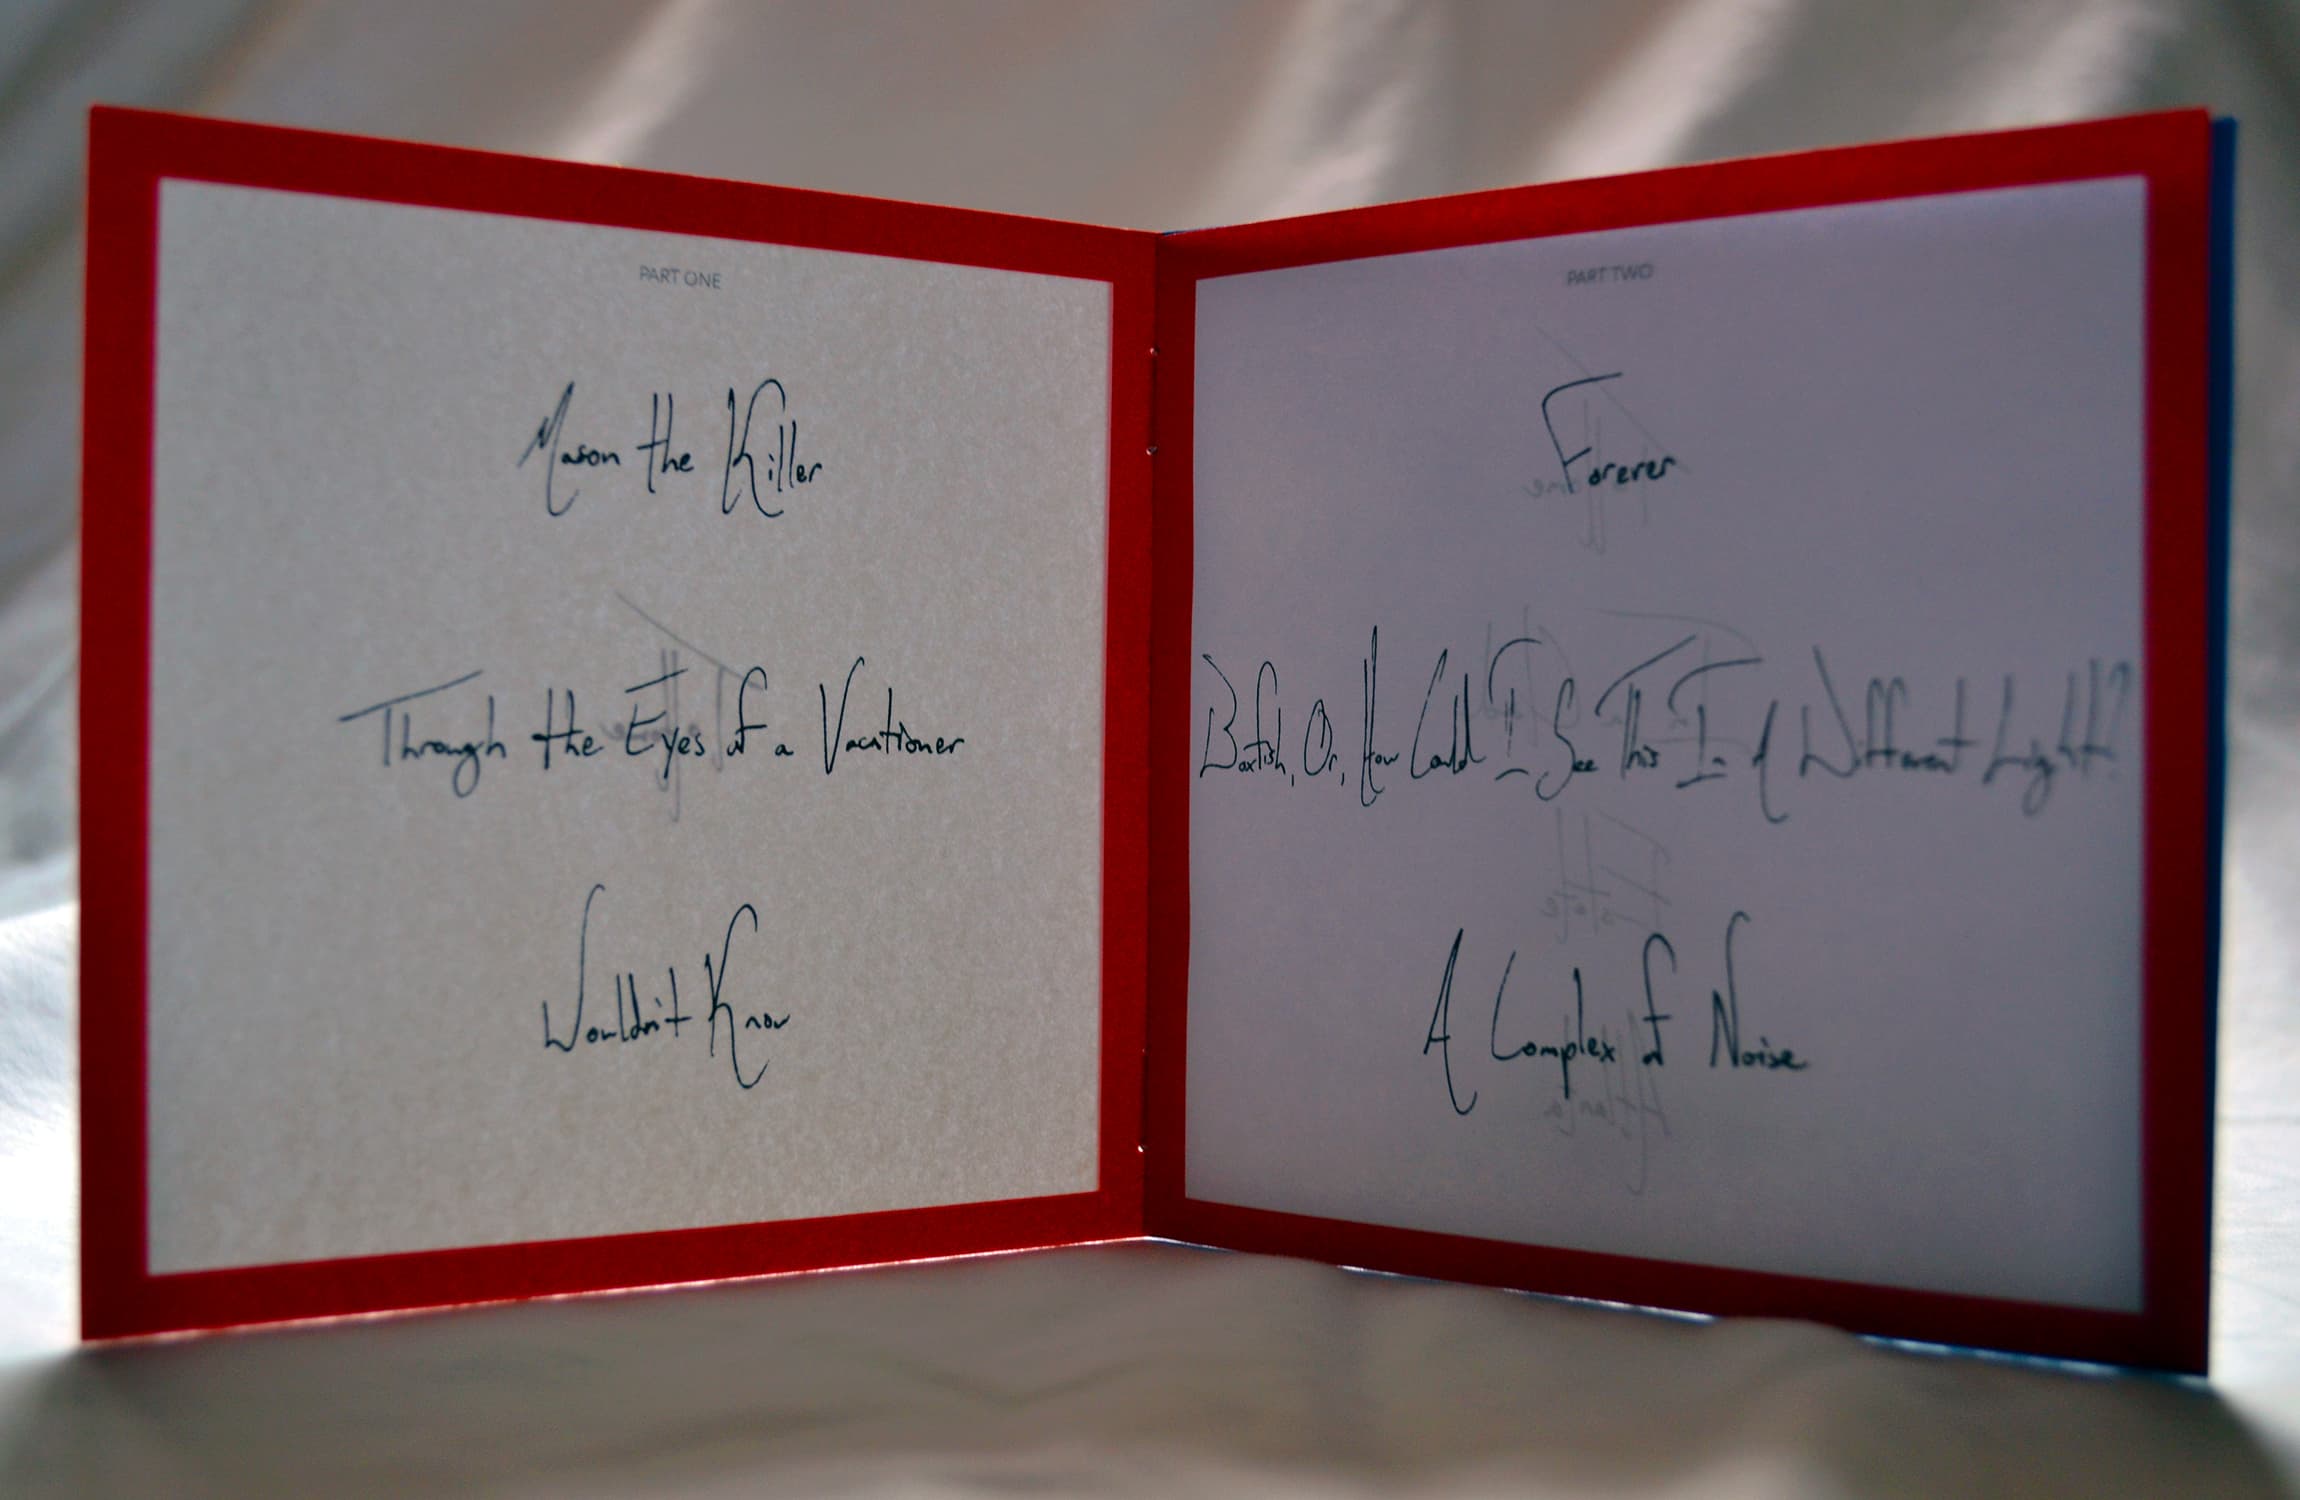 PART ONE
Mason the Killer
Through the Eyes of a Vacationer
Wouldn't Know
PART TWO
Forever
Boxfish, Or, How Could I See This In A Different Light?
A Complex of Noise